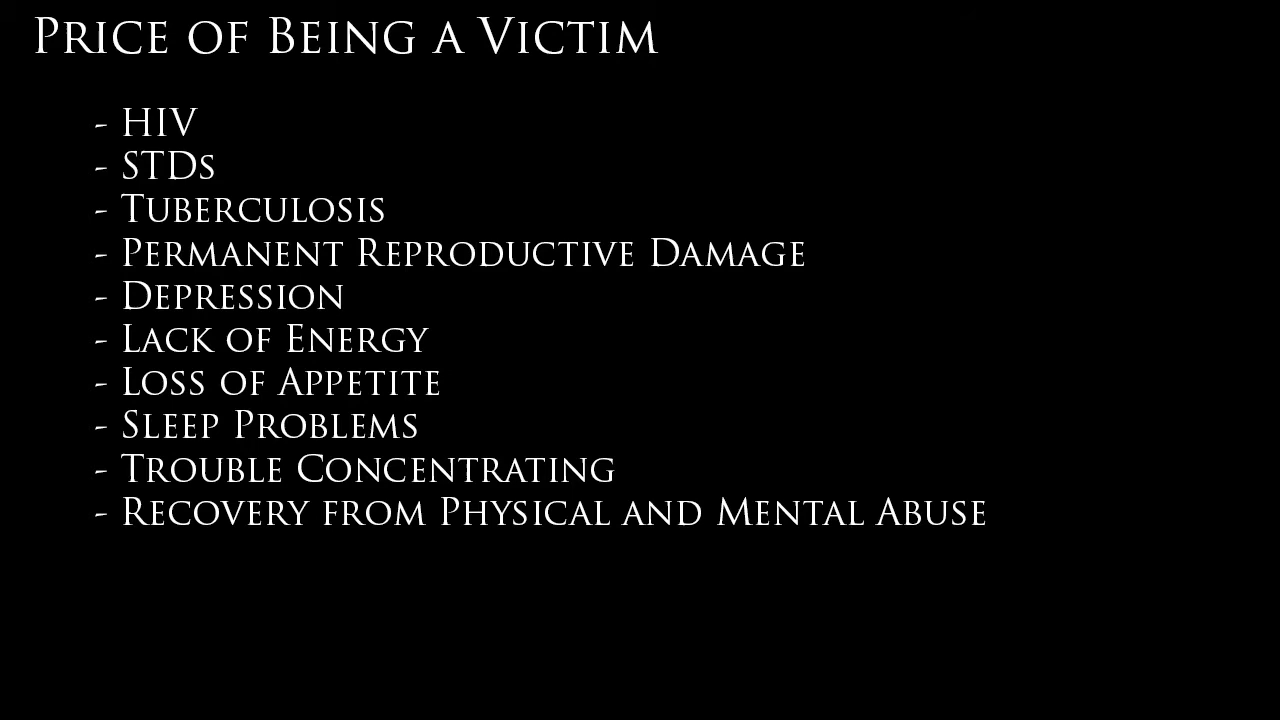 Price of Being a Victim
- HIV
- STDs
- Tuberculosis
- Permanent Reproductive Damage
- Depression
- Lack of Energy
- Loss of Appetite
- Sleep Problems
- Trouble Concentrating
- Recovery from Physical and Mental Abuse